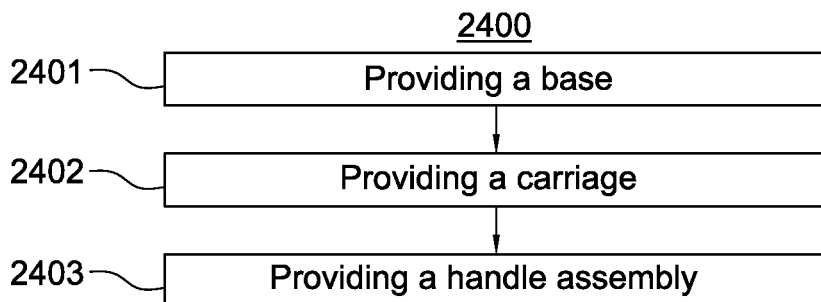 2400
2401 Providing a base
2402 Providing a carriage
2403 Providing a handle assembly